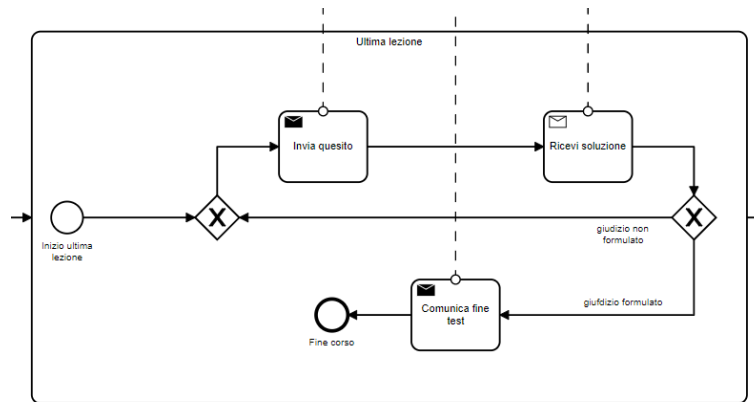 Ultima lezione
Invia quesito
Ricevi soluzione
X
X
giudizio non
formulato
Inizio ultima
lezione
giufdizio formulato
Comunica fine
test
Fine corso